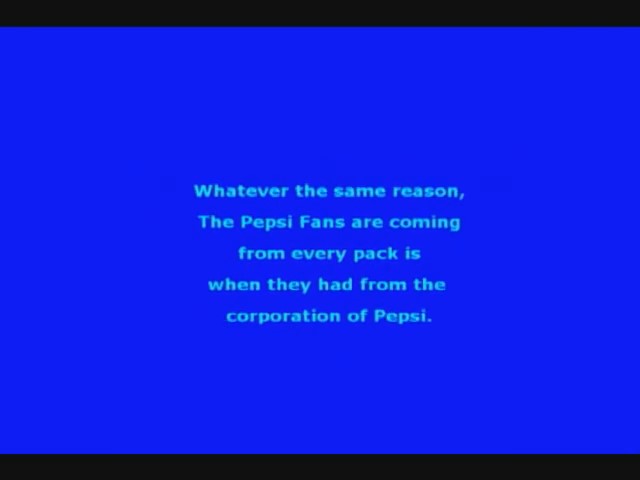 Whatever the same reason,
The Pepsi Fans are coming
from every pack is
when they had from the
corporation of Pepsi.